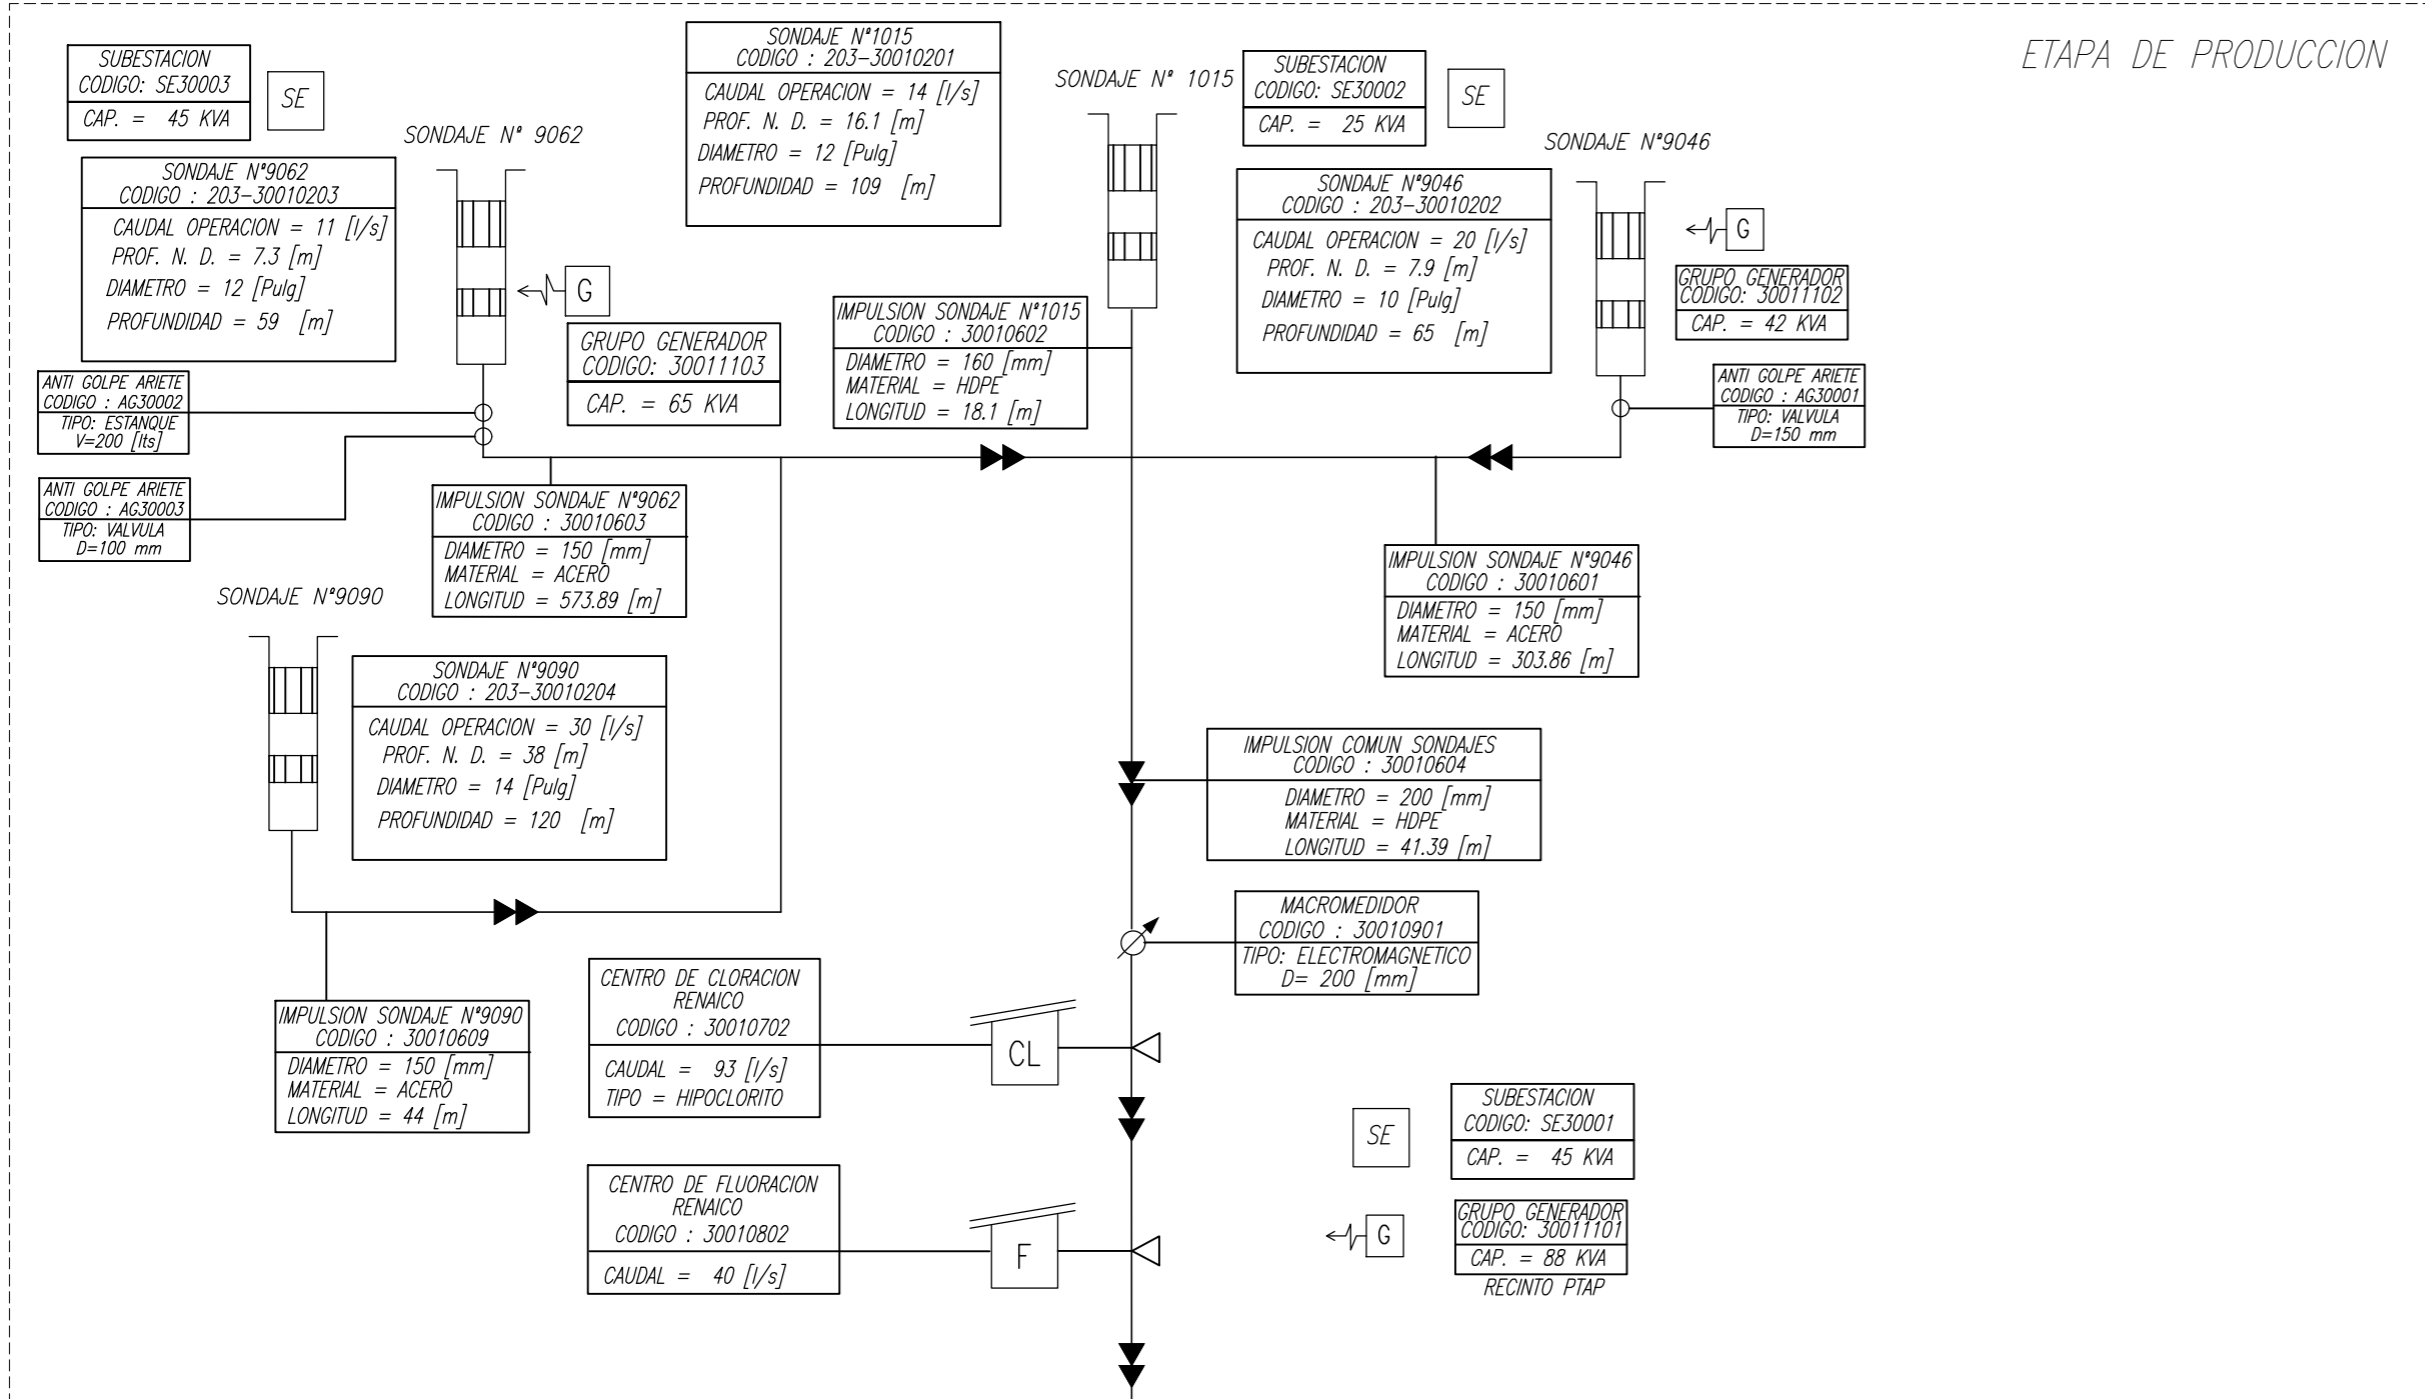 ETAPA DE PRODUCCION
SUBESTACION
CODIGO: SE30003
CAP. = 45 KVA
SE
SONDAJE N° 9062
SONDAJE N°9062
CODIGO : 203-30010203
CAUDAL OPERACION = 11 [l/s]
PROF. N. D. = 7.3 [m]
DIAMETRO = 12 [Pulg]
PROFUNDIDAD = 59 [m]
G
GRUPO GENERADOR
CODIGO: 30011103
CAP. = 65 KVA
ANTI GOLPE ARIETE
CODIGO : AG30002
TIPO: ESTANQUE
V=200 [lts]
ANTI GOLPE ARIETE
CODIGO : AG30003
TIPO: VALVULA
D=100 mm
IMPULSION SONDAJE N°9062
CODIGO : 30010603
DIAMETRO = 150 [mm]
MATERIAL = ACERO
LONGITUD = 573.89 [m]
SONDAJE N°1015
CODIGO : 203-30010201
CAUDAL OPERACION = 14 [l/s]
PROF. N. D. = 16.1 [m]
DIAMETRO = 12 [Pulg]
PROFUNDIDAD = 109 [m]
SONDAJE N° 1015
IMPULSION SONDAJE N°1015
CODIGO : 30010602
DIAMETRO = 160 [mm]
MATERIAL = HDPE
LONGITUD = 18.1 [m]
SUBESTACION
CODIGO: SE30002
CAP. = 25 KVA
SE
SONDAJE N°9046
SONDAJE N°9046
CODIGO : 203-30010202
CAUDAL OPERACION = 20 [l/s]
PROF. N. D. = 7.9 [m]
DIAMETRO = 10 [Pulg]
PROFUNDIDAD = 65 [m]
G
GRUPO GENERADOR
CODIGO: 30011102
CAP. = 42 KVA
ANTI GOLPE ARIETE
CODIGO : AG30001
TIPO: VALVULA
D=150 mm
IMPULSION SONDAJE N°9046
CODIGO : 30010601
DIAMETRO = 150 [mm]
MATERIAL = ACERO
LONGITUD = 303.86 [m]
SONDAJE N°9090
SONDAJE N°9090
CODIGO : 203-30010204
CAUDAL OPERACION = 30 [l/s]
PROF. N. D. = 38 [m]
DIAMETRO = 14 [Pulg]
PROFUNDIDAD = 120 [m]
IMPULSION SONDAJE N°9090
CODIGO : 30010609
DIAMETRO = 150 [mm]
MATERIAL = ACERO
LONGITUD = 44 [m]
IMPULSION COMUN SONDAJES
CODIGO : 30010604
DIAMETRO = 200 [mm]
MATERIAL = HDPE
LONGITUD = 41.39 [m]
MACROMEDIDOR
CODIGO : 30010901
TIPO: ELECTROMAGNETICO
D= 200 [mm]
CENTRO DE CLORACION
RENAICO
CODIGO : 30010702
CAUDAL = 93 [l/s]
TIPO = HIPOCLORITO
CL
CENTRO DE FLUORACION
RENAICO
CODIGO : 30010802
CAUDAL = 40 [l/s]
F
SE
SUBESTACION
CODIGO: SE30001
CAP. = 45 KVA
G
GRUPO GENERADOR
CODIGO: 30011101
CAP. = 88 KVA
RECINTO PTAP